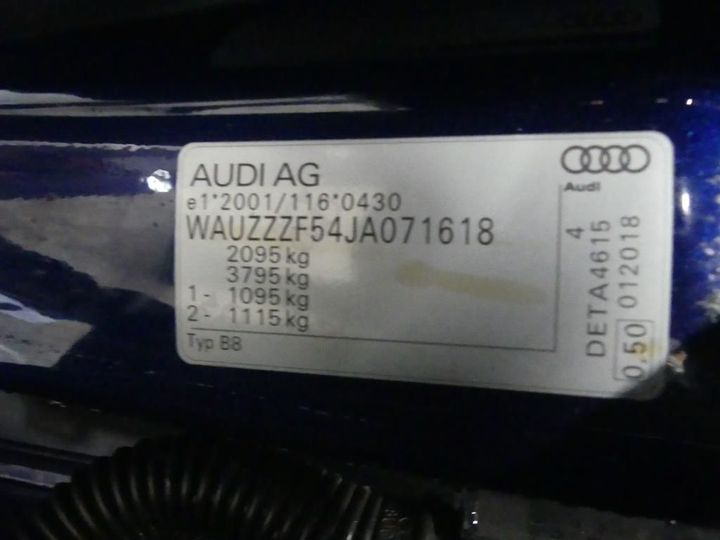 AUDI AG
e1*2001/116*0430
WAUZZZF54JA071618
2095 kg
3795 kg
1 - 1095 kg
2 - 1115 kg
Typ B8
Audi
DETA4615 4
0,50 012018